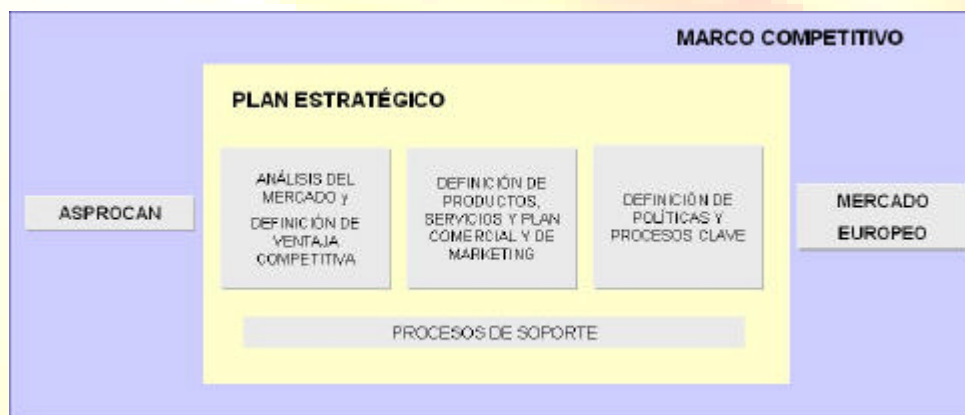 MARCO COMPETITIVO
PLAN ESTRATÉGICO
ASPROCAN
ANÁLISIS DEL
MERCADO y
DEFINICIÓN DE
VENTAJA
COMPETITIVA
DEFINICIÓN DE
PRODUCTOS,
SERVICIOS Y PLAN
COMERCIAL Y DE
MARKETING
DEFINICIÓN DE
POLÍTICAS Y
PROCESOS CLAVE
MERCADO
EUROPEO
PROCESOS DE SOPORTE